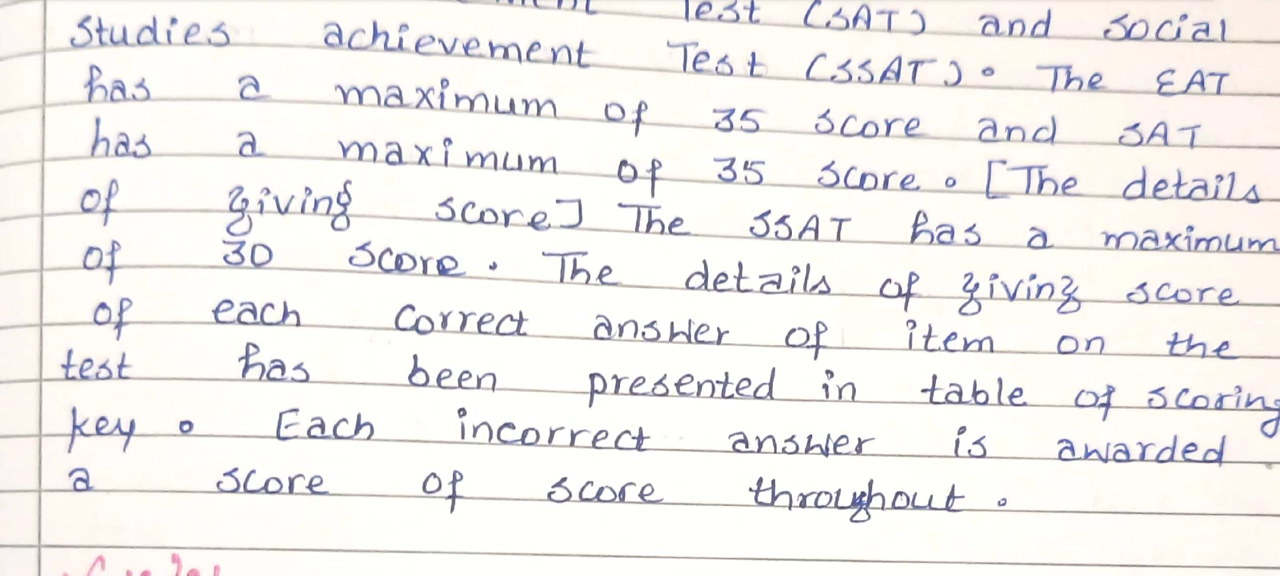 Test (SAT) and social
Studies achievement Test (SSAT). The EAT
has a maximum of 35 score and SAT
has a maximum of 35 score. [The details
of giving score] The SSAT has a maximum
of 30 score. The details of giving score
of each correct answer of item on the
test has been presented in table of scoring
key. Each incorrect answer is awarded
a score of score throughout.